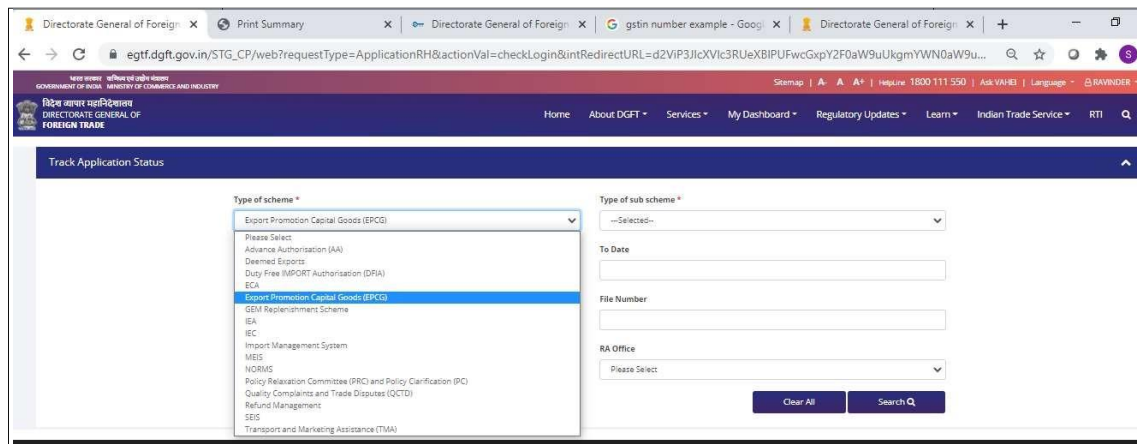 Directorate General of Foreign
Print Summary
Directorate General of Foreign
gstin number example - Googl
Directorate General of Foreign
egtf.dgft.gov.in/STG_CP/web?requestType=ApplicationRH&actionVal=checkLogin&intRedirectURL=
S
भारत सरकार वाणिज्य एवं उद्योग मंत्रालय
GOVERNMENT OF INDIA MINISTRY OF COMMERCE AND INDUSTRY
Sitemap | A- A A+ | HELPLINE 1800 111 550 | Ask VAHEI | Language RAVINDER
विदेश व्यापार महानिदेशालय
DIRECTORATE GENERAL OF
FOREIGN TRADE
Home About DGFT Services My Dashboard Regulatory Updates Learn Indian Trade Service RTI
Track Application Status
Type of scheme *
Export Promotion Capital Goods (EPCG)
Please Select
Advance Authorisation (AA)
Deemed Exports
Duty Free IMPORT Authorisation (DFIA)
ECA
Export Promotion Capital Goods (EPCG)
GEM Replenishment Scheme
IEA
IEC
Import Management System
MEIS
NORMS
Policy Relaxation Committee (PRC) and Policy Clarification (PC)
Quality Complaints and Trade Disputes (QCTD)
Refund Management
SEIS
Transport and Marketing Assistance (TMA)
Type of sub scheme *
---Selected--
To Date
File Number
RA Office
Please Select
Clear All
Search